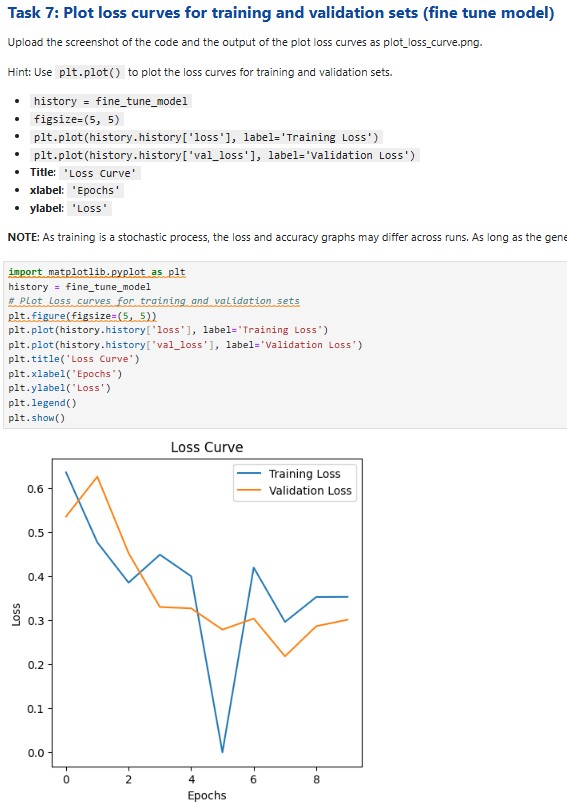 Task 7: Plot loss curves for training and validation sets (fine tune model)
Upload the screenshot of the code and the output of the plot loss curves as plot_loss_curve.png.
Hint: Use plt.plot() to plot the loss curves for training and validation sets.
• history = fine_tune_model
• figsize=(5, 5)
• plt.plot(history.history['loss'], label='Training Loss')
• plt.plot(history.history['val_loss'], label='Validation Loss')
• Title: 'Loss Curve'
• xlabel: 'Epochs'
• ylabel: 'Loss'
NOTE: As training is a stochastic process, the loss and accuracy graphs may differ across runs. As long as the gene
import matplotlib.pyplot as plt
history = fine_tune_model
# Plot loss curves for training and validation sets
plt.figure(figsize=(5, 5))
plt.plot(history.history['loss'], label='Training Loss')
plt.plot(history.history['val_loss'], label='Validation Loss')
plt.title('Loss Curve')
plt.xlabel('Epochs')
plt.ylabel('Loss')
plt.legend()
plt.show()
Loss Curve
Training Loss
Validation Loss
0.6
0.5
0.4
0.3
0.2
0.1
0.0
Loss
0 2 4 6 8
Epochs